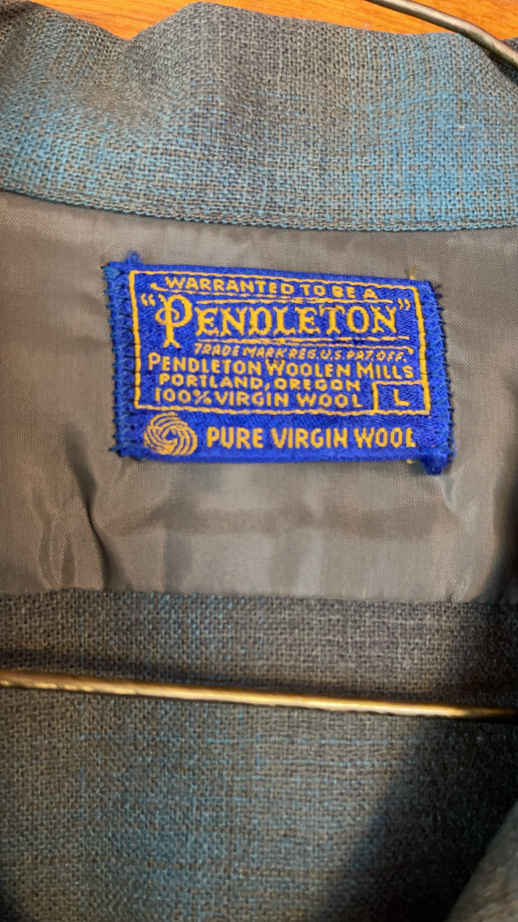 WARRANTED TO BE A
"PENDLETON"
TRADE MARK REG. U.S. PAT. OFF.
PENDLETON WOOLEN MILLS
PORTLAND, OREGON
100% VIRGIN WOOL L
PURE VIRGIN WOOL